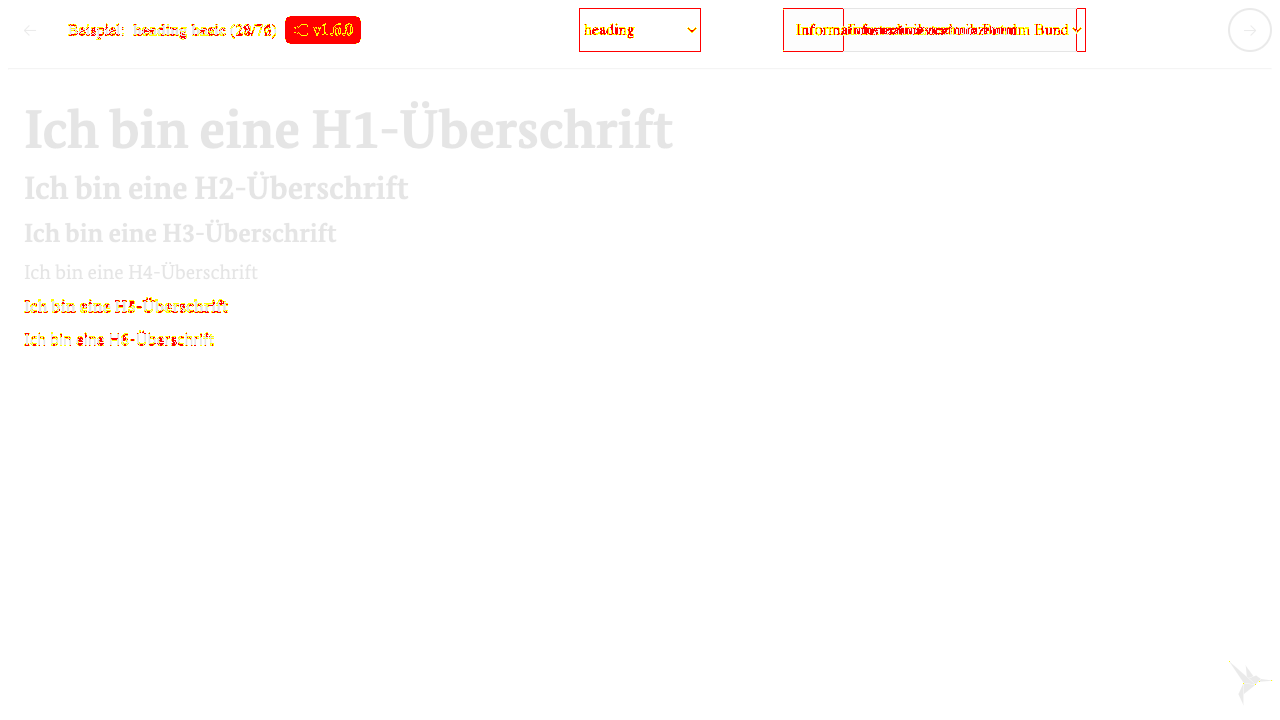 Beispiel: heading basic (28/76) v1.6.0
heading
Informationstechnikzentrum Bund
Ich bin eine H1-Überschrift
Ich bin eine H2-Überschrift
Ich bin eine H3-Überschrift
Ich bin eine H4-Überschrift
Ich bin eine H5-Überschrift
Ich bin eine H6-Überschrift